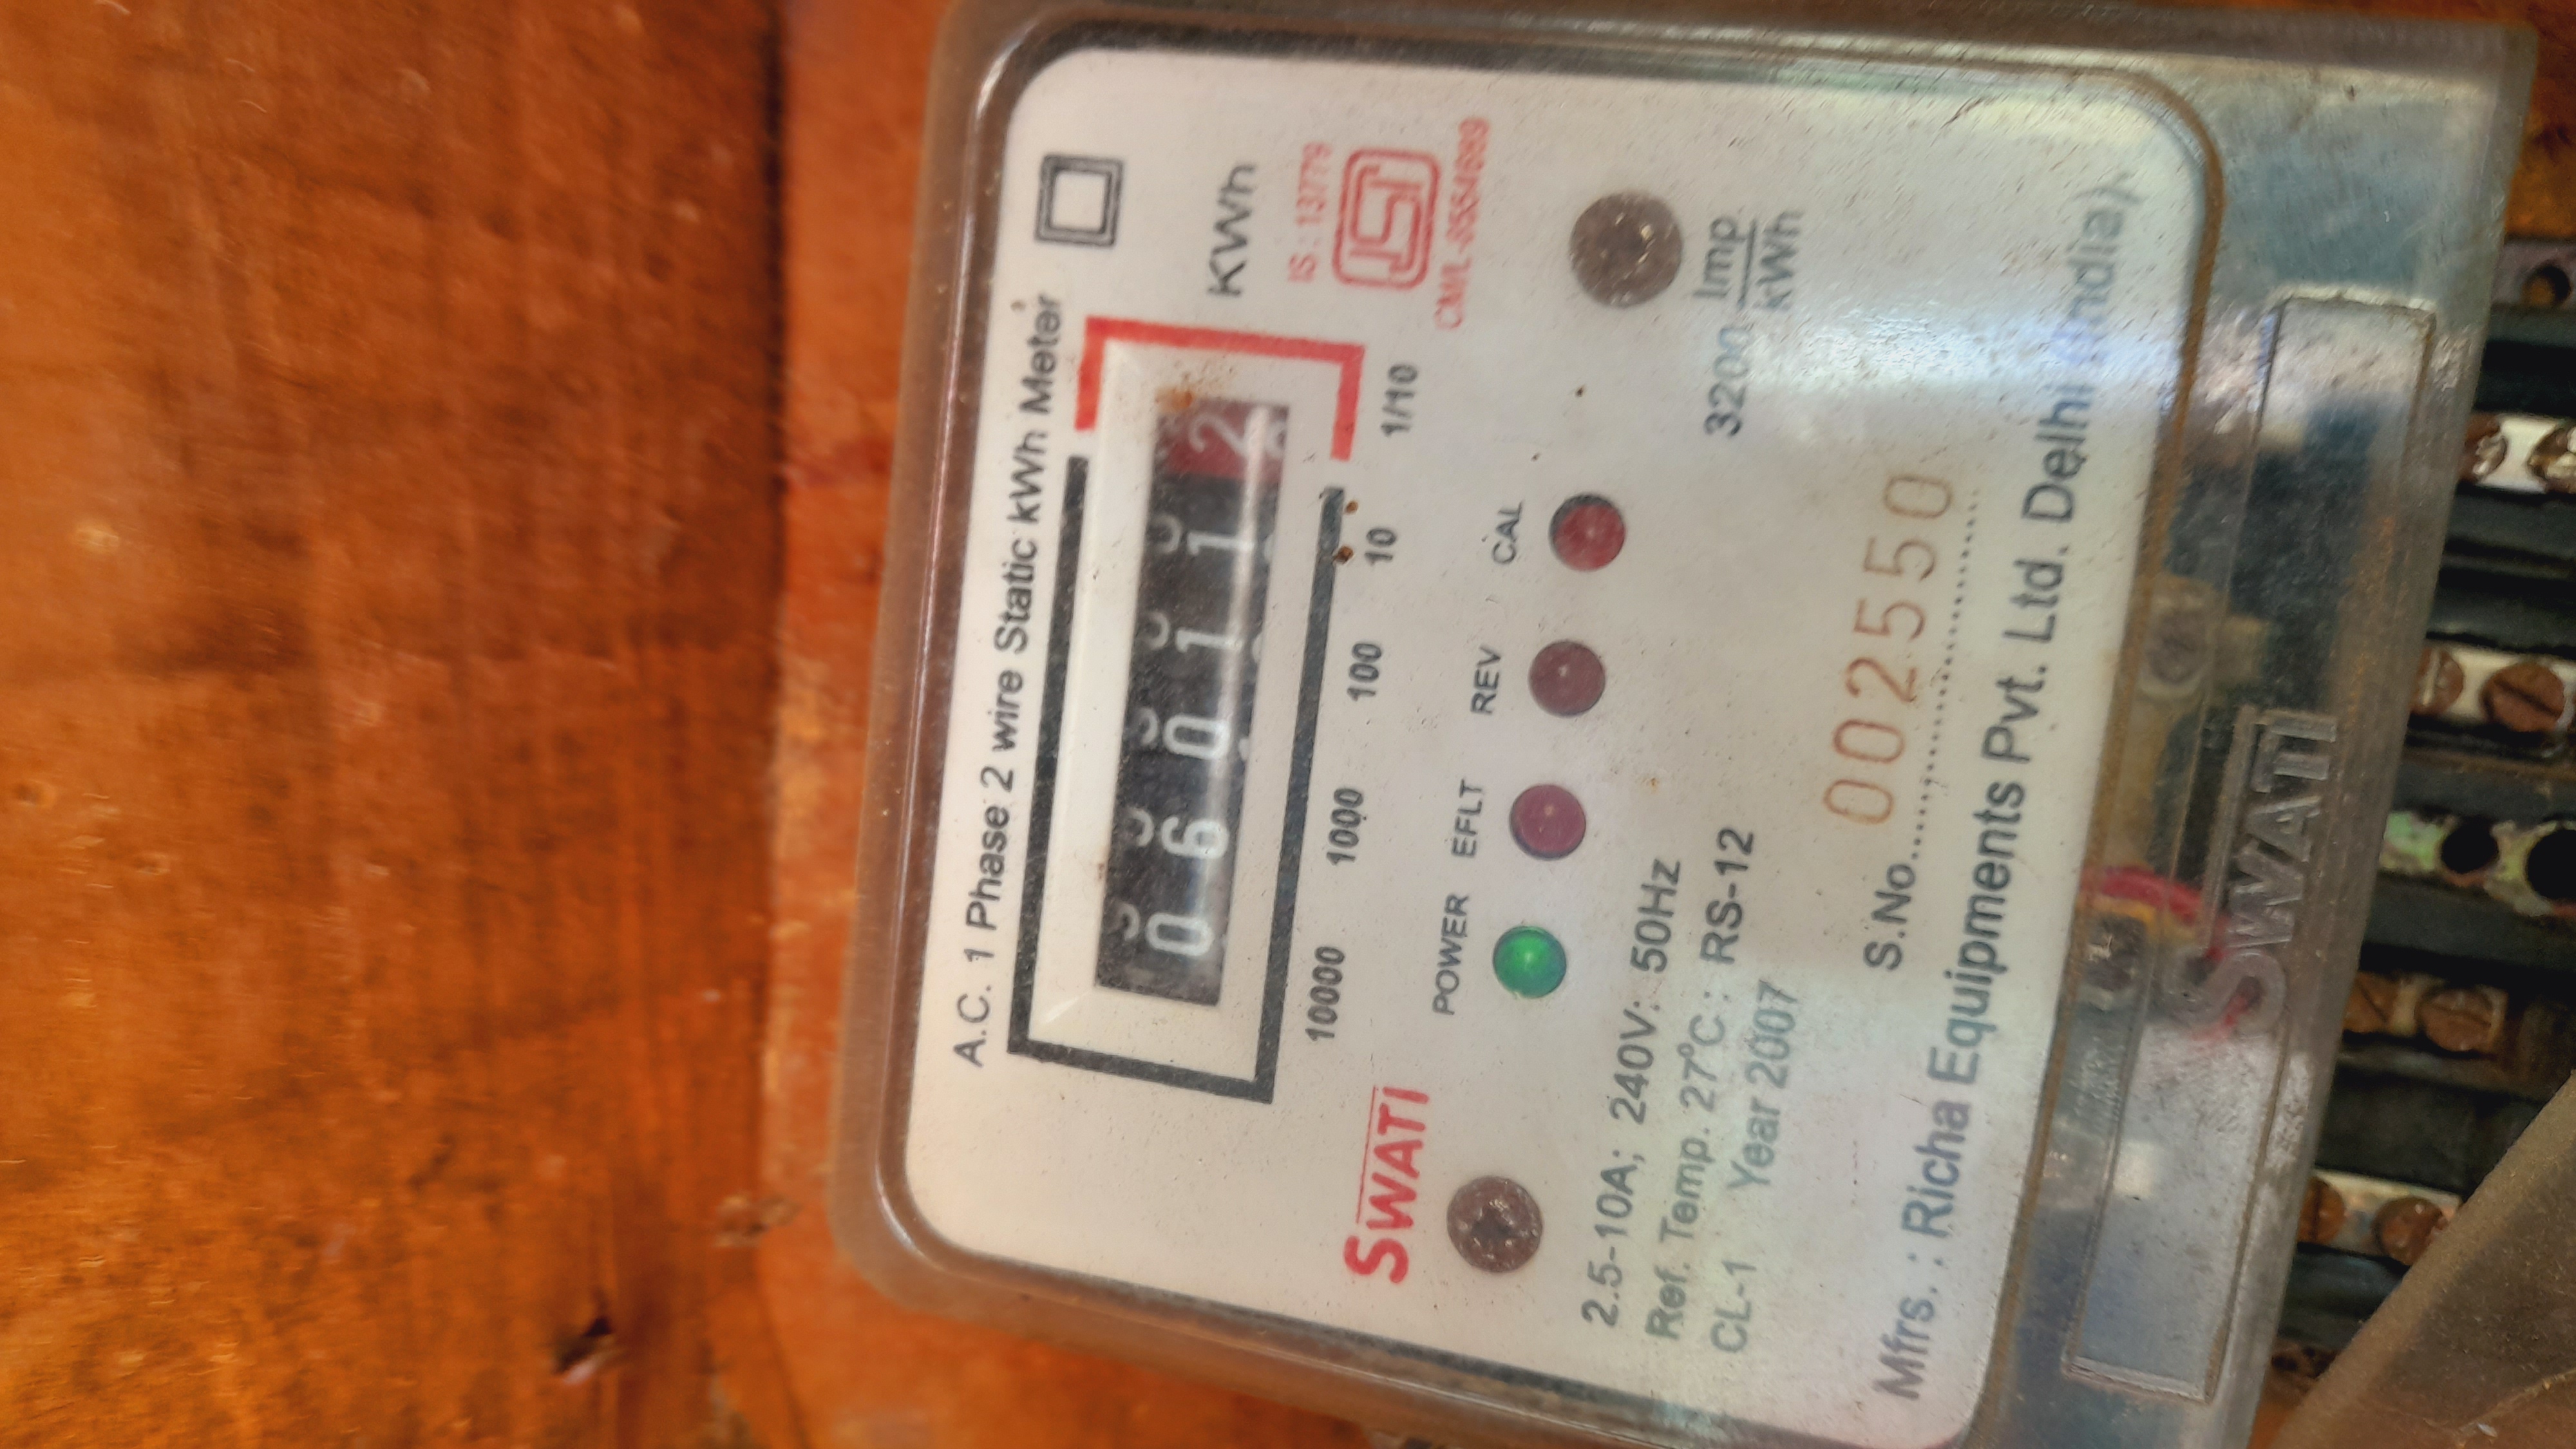 A.C. 1 Phase 2 wire Static kWh Meter
0 6 0 1 1 2
KWh
10000 1000 100 10 1/10
IS : 13779
ISI
SWATI
POWER EFLT REV CAL
2.5-10A; 240V: 50Hz
Ref. Temp. 27°C : RS-12
CL-1 Year 2007
3200 Imp
kWh
S.No. 002550
Mfrs. : Richa Equipments Pvt. Ltd. Delhi (India)
SWATI